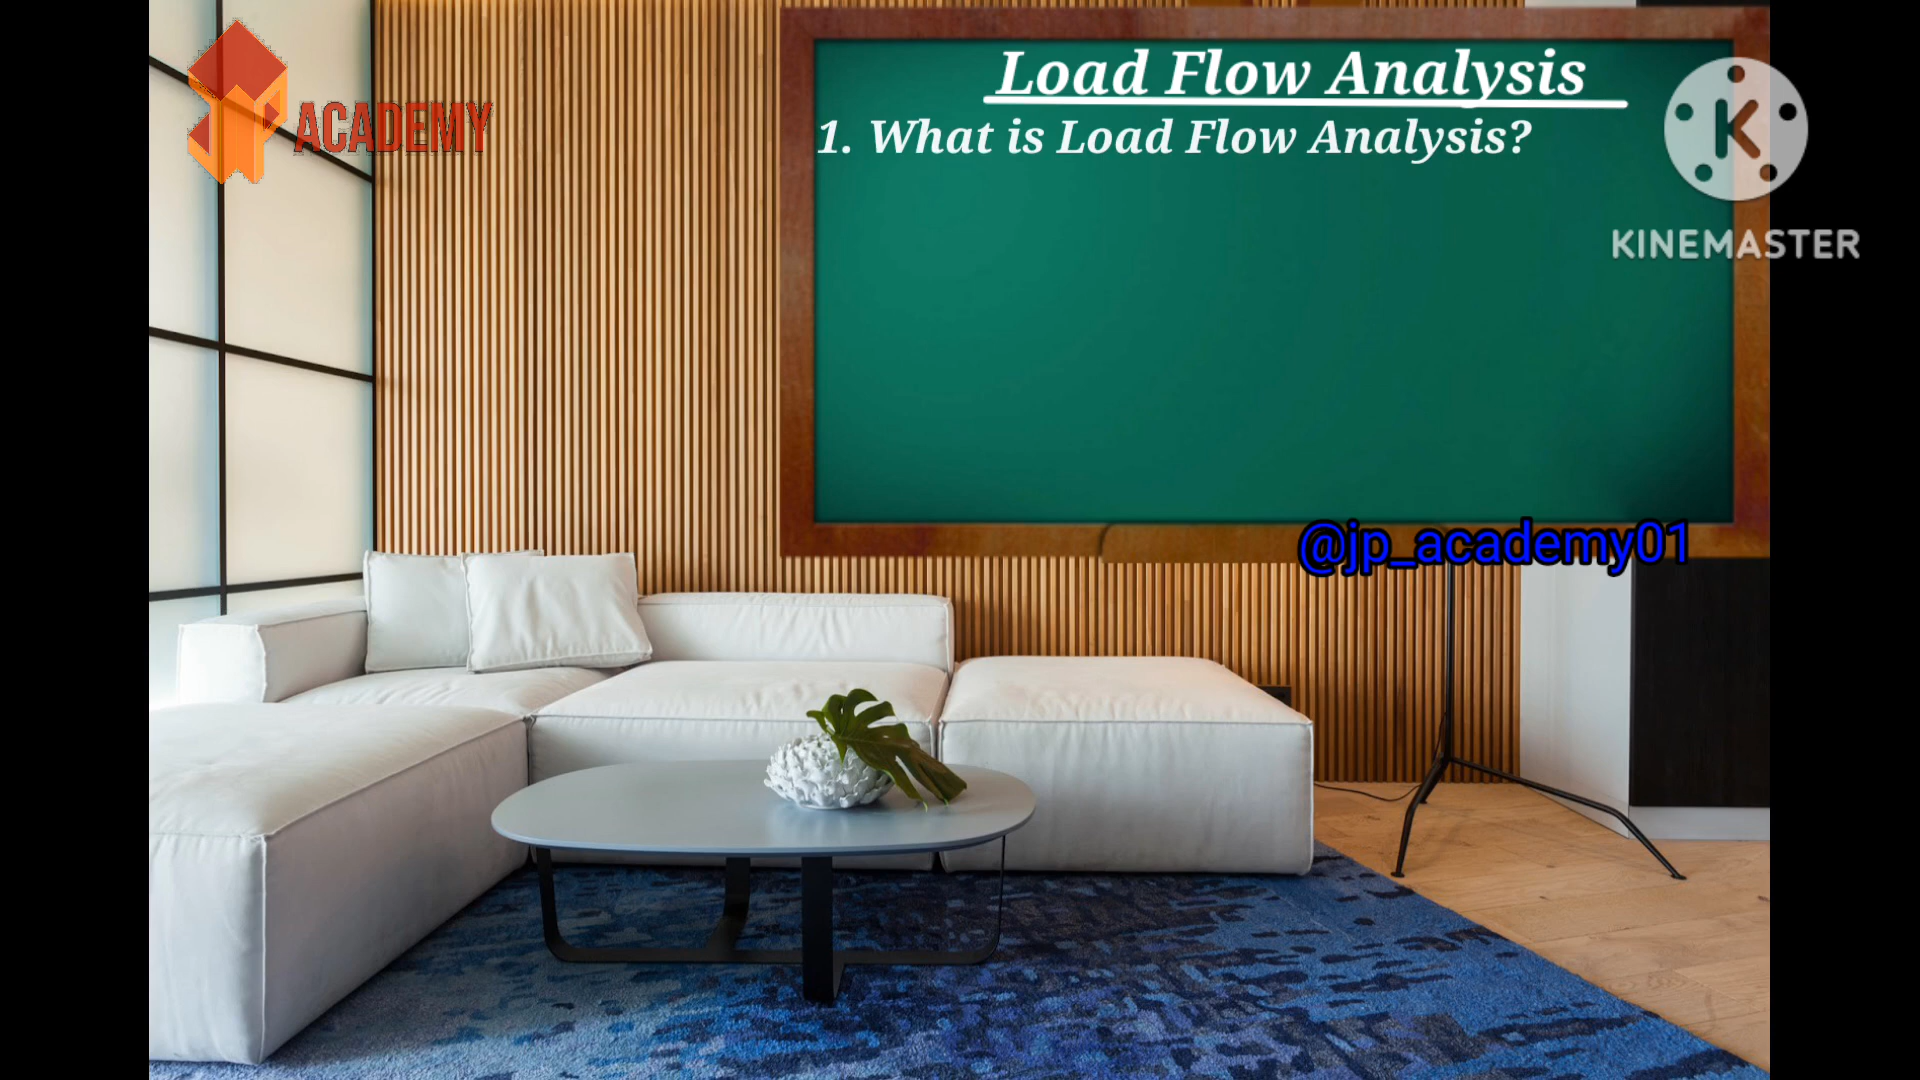 ACADEMY
Load Flow Analysis
1. What is Load Flow Analysis?
K
KINEMASTER
@jp_academy01